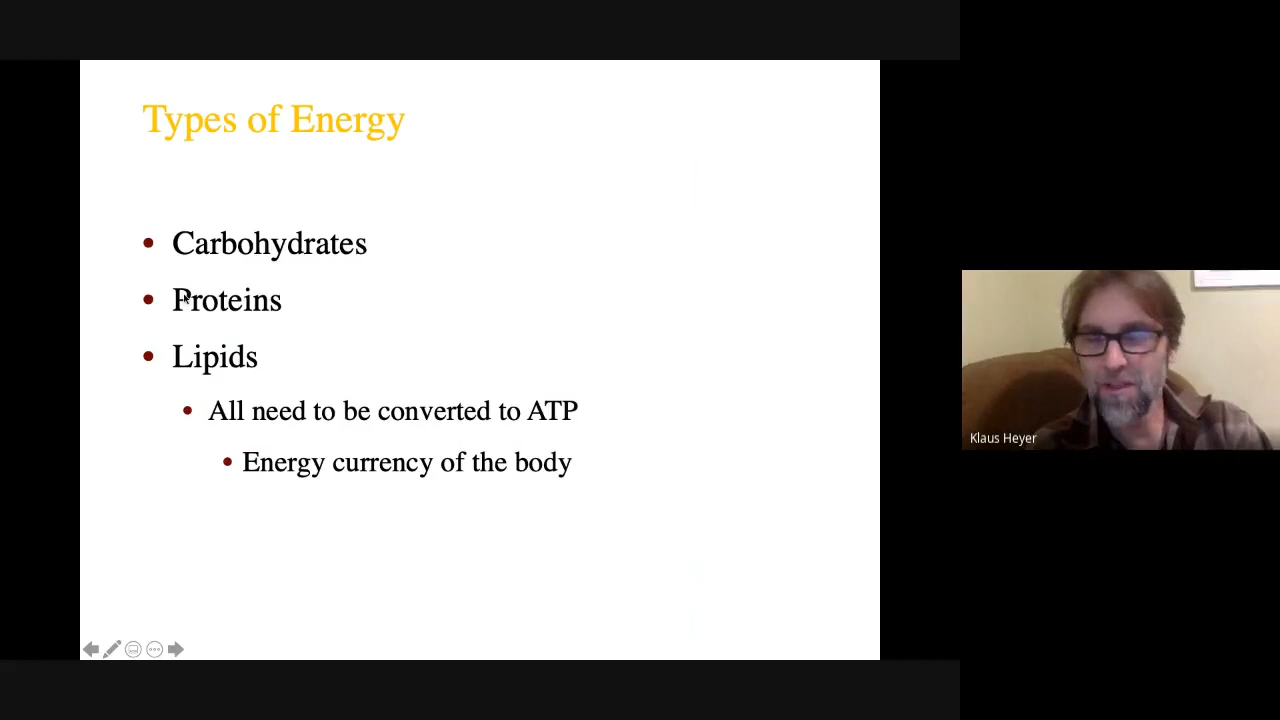 Types of Energy
Carbohydrates
Proteins
Lipids
All need to be converted to ATP
Energy currency of the body
Klaus Heyer